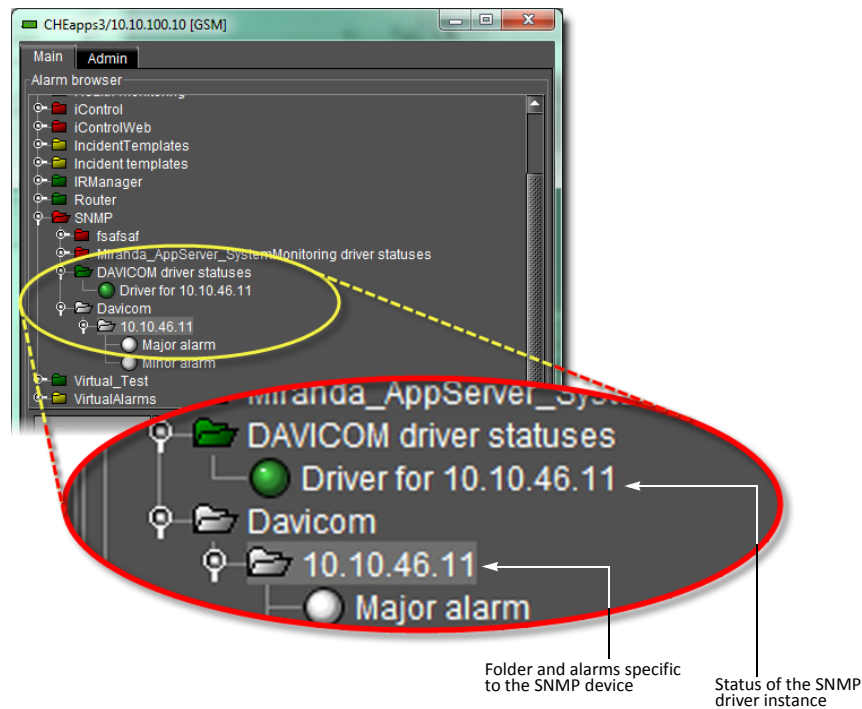 CHEapps3/10.10.100.10 [GSM]
Main Admin
Alarm browser
iControl
iControlWeb
IncidentTemplates
Incident templates
IRManager
Router
SNMP
fsafsaf
Miranda_AppServer_SystemMonitoring driver statuses
DAVICOM driver statuses
Driver for 10.10.46.11
Davicom
10.10.46.11
Major alarm
Minor alarm
Virtual_Test
VirtualAlarms
Miranda_AppServer_Syste
DAVICOM driver statuses
Driver for 10.10.46.11
Davicom
10.10.46.11
Major alarm
Folder and alarms specific
to the SNMP device
Status of the SNMP
driver instance